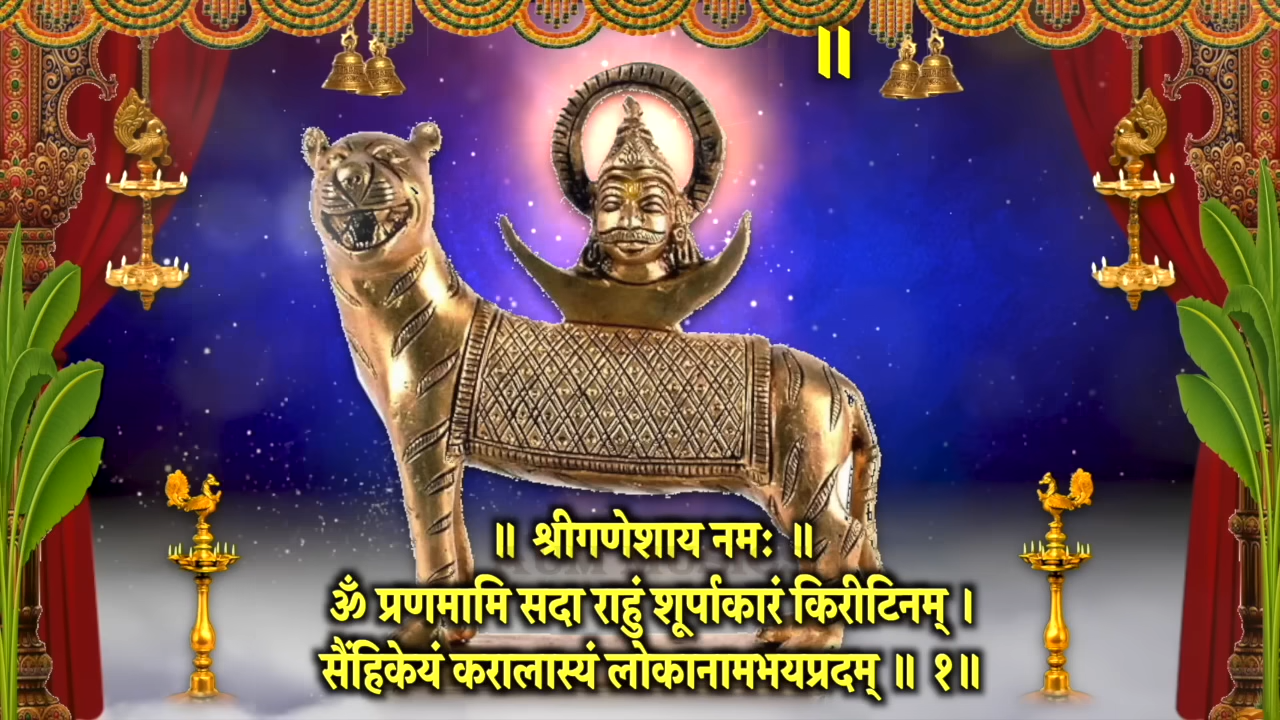 ॥
॥ श्रीगणेशाय नमः ॥
ॐ प्रणमामि सदा राहुं शूर्पाकारं किरीटिनम् ।
सैंहिकेयं करालास्यं लोकानामभयप्रदम् ॥ १॥